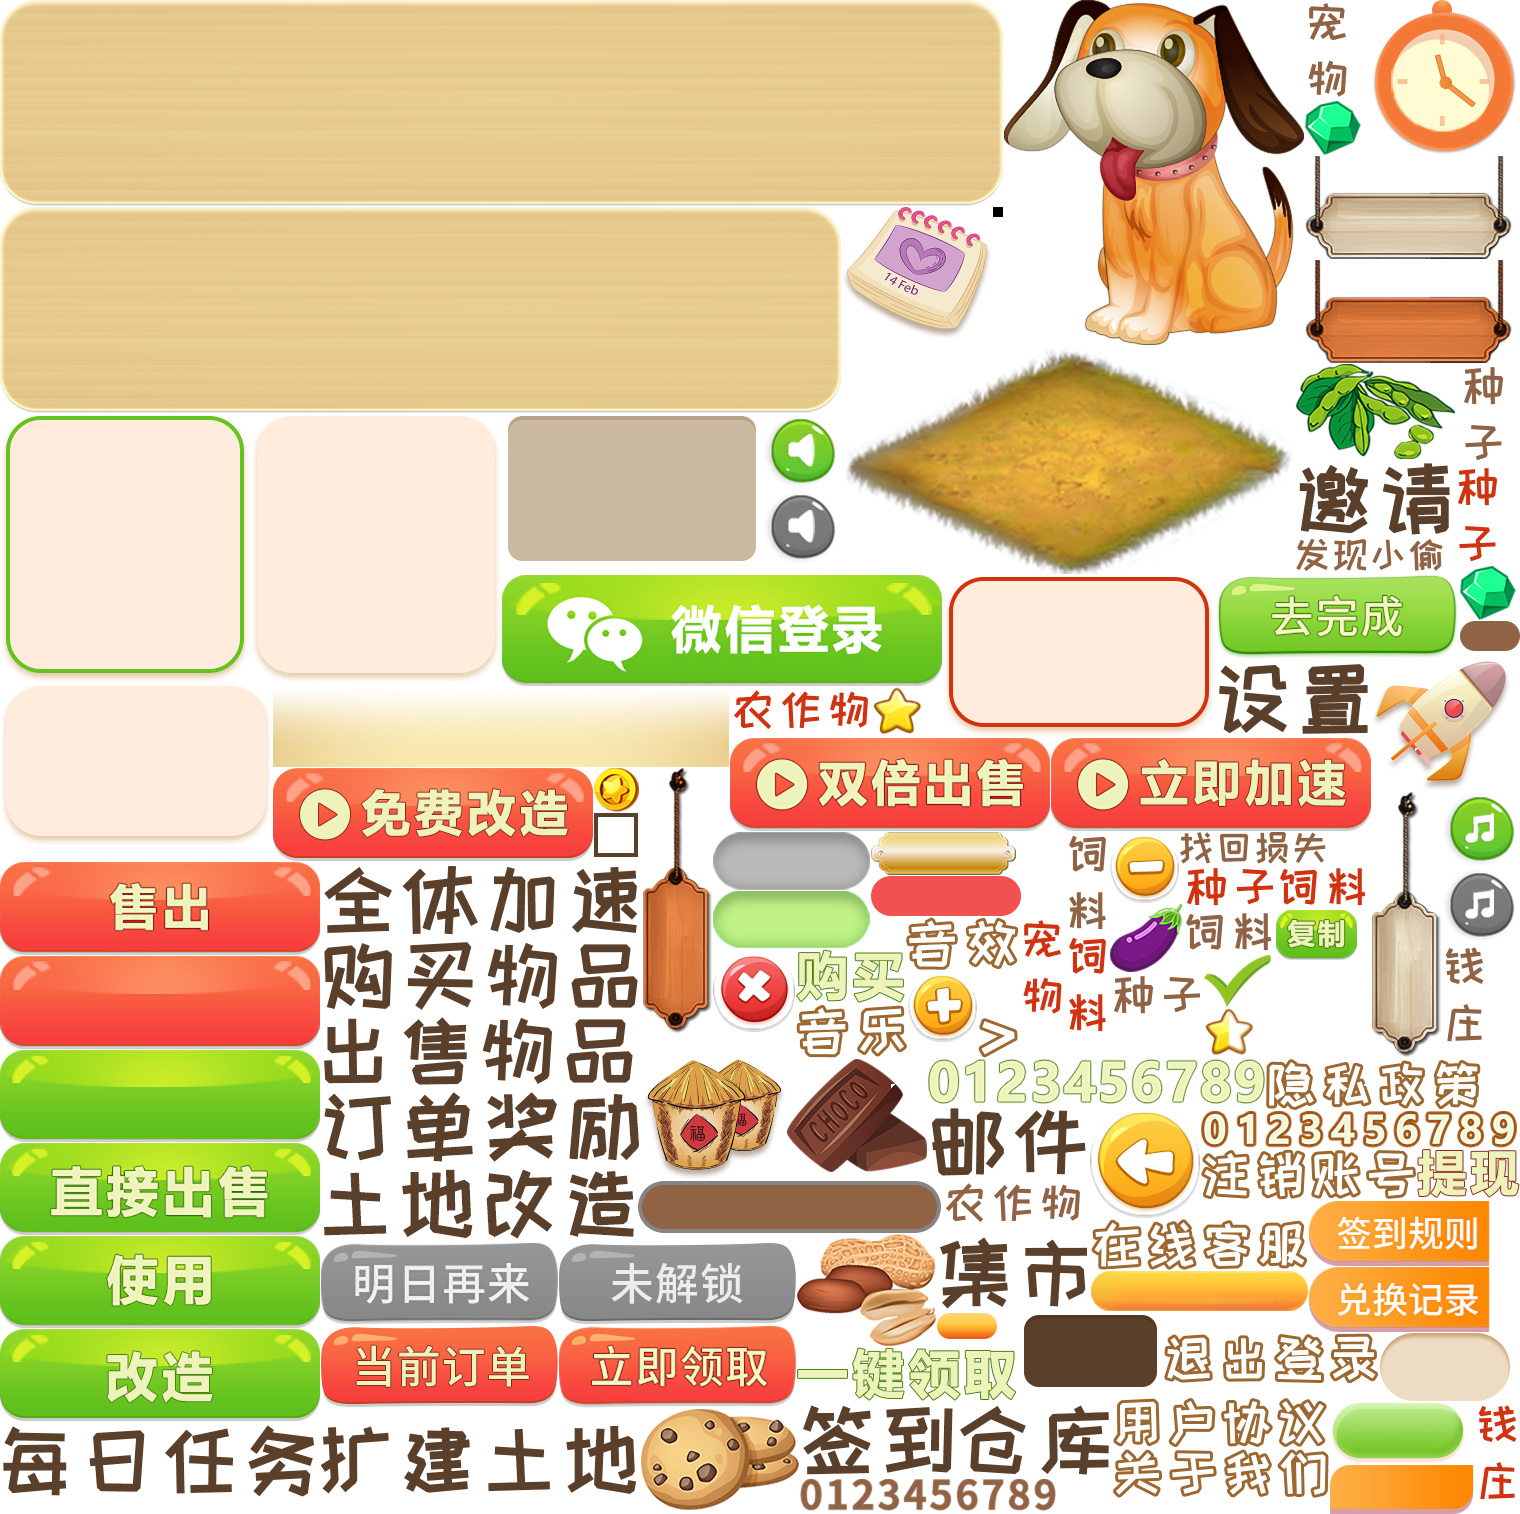 宠物
14 Feb
种子
邀请
种子
发现小偷
微信登录
去完成
设置
农作物
免费改造
双倍出售
立即加速
售出
全体加速
饲料
找回损失
种子饲料
饲料
复制
音效
宠物
饲料
购买物品
购买
种子
钱庄
音乐
>
出售物品
0123456789
隐私政策
订单奖励
福
福
CHOCO
邮件
0123456789
注销账号
提现
直接出售
土地改造
农作物
签到规则
在线客服
集市
使用
明日再来
未解锁
兑换记录
改造
当前订单
立即领取
一键领取
退出登录
每日任务
扩建土地
签到
仓库
用户协议
钱庄
关于我们
0123456789